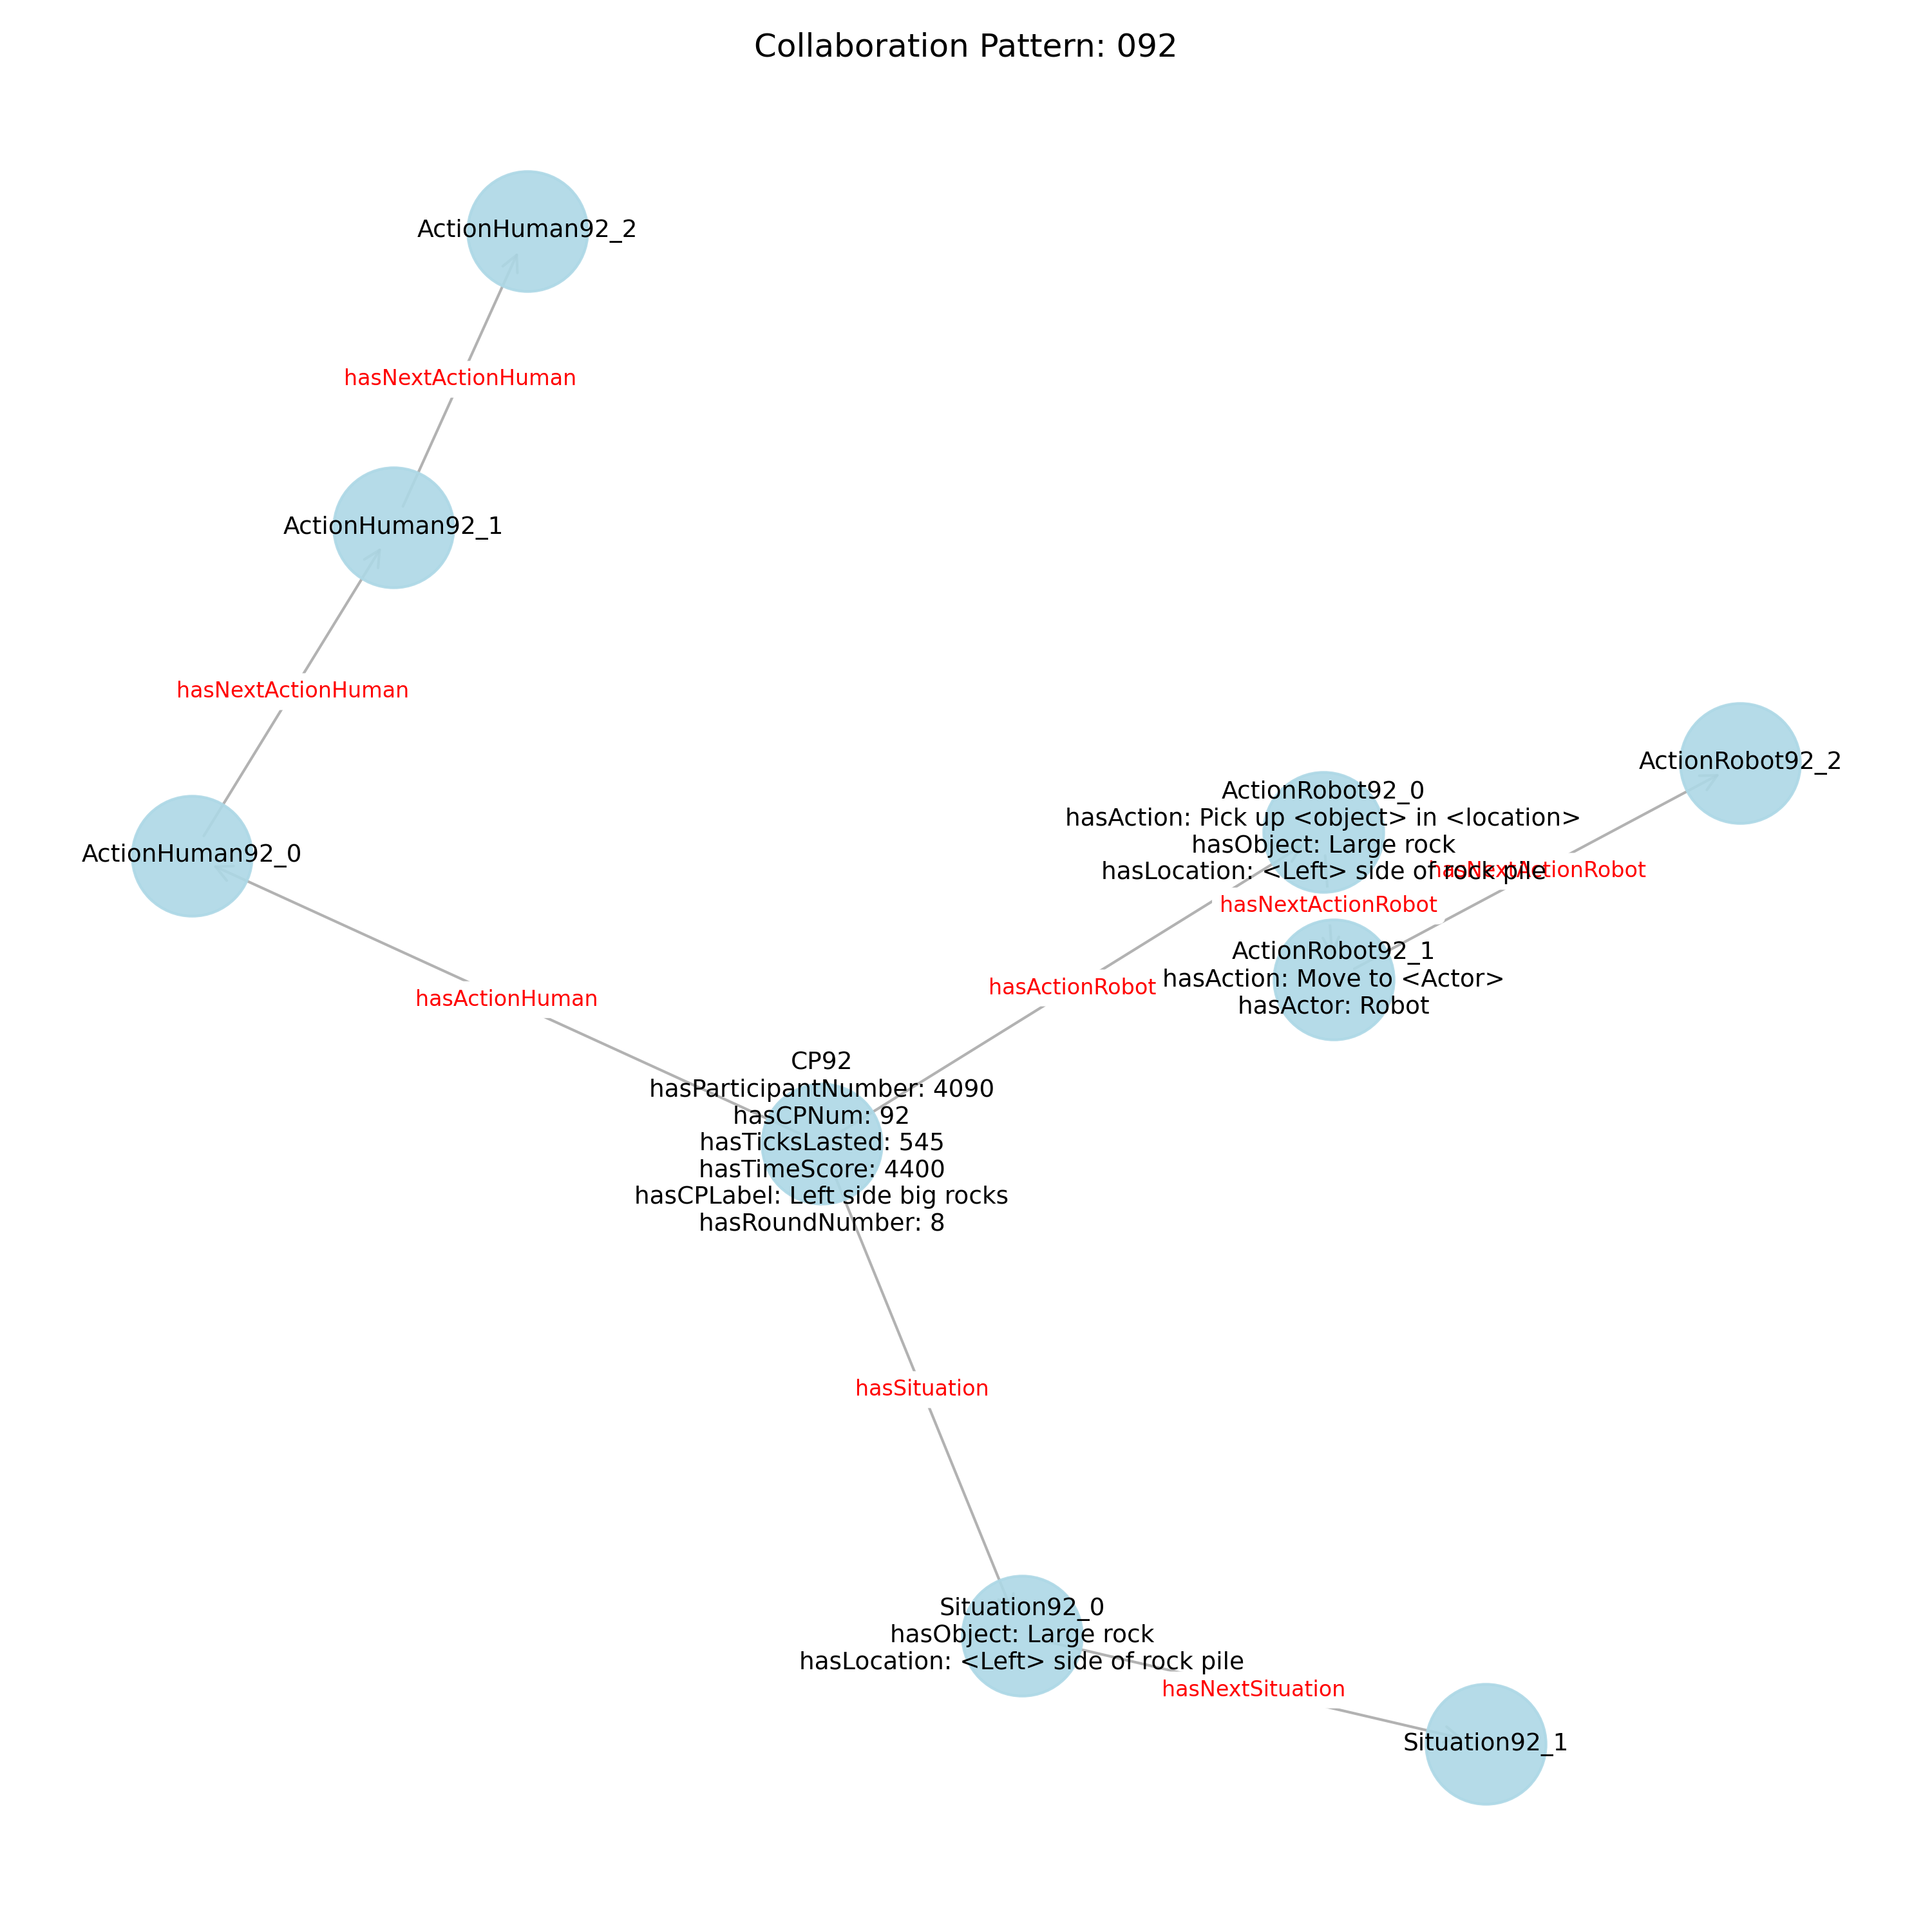 Collaboration Pattern: 092
ActionHuman92_2
hasNextActionHuman
ActionHuman92_1
hasNextActionHuman
ActionHuman92_0
hasActionHuman
ActionRobot92_2
ActionRobot92_0
hasAction: Pick up <object> in <location>
hasObject: Large rock
hasLocation: <Left> side of rock pile
hasNextActionRobot
hasNextActionRobot
ActionRobot92_1
hasAction: Move to <Actor>
hasActor: Robot
hasActionRobot
CP92
hasParticipantNumber: 4090
hasCPNum: 92
hasTicksLasted: 545
hasTimeScore: 4400
hasCPLabel: Left side big rocks
hasRoundNumber: 8
hasSituation
Situation92_0
hasObject: Large rock
hasLocation: <Left> side of rock pile
hasNextSituation
Situation92_1